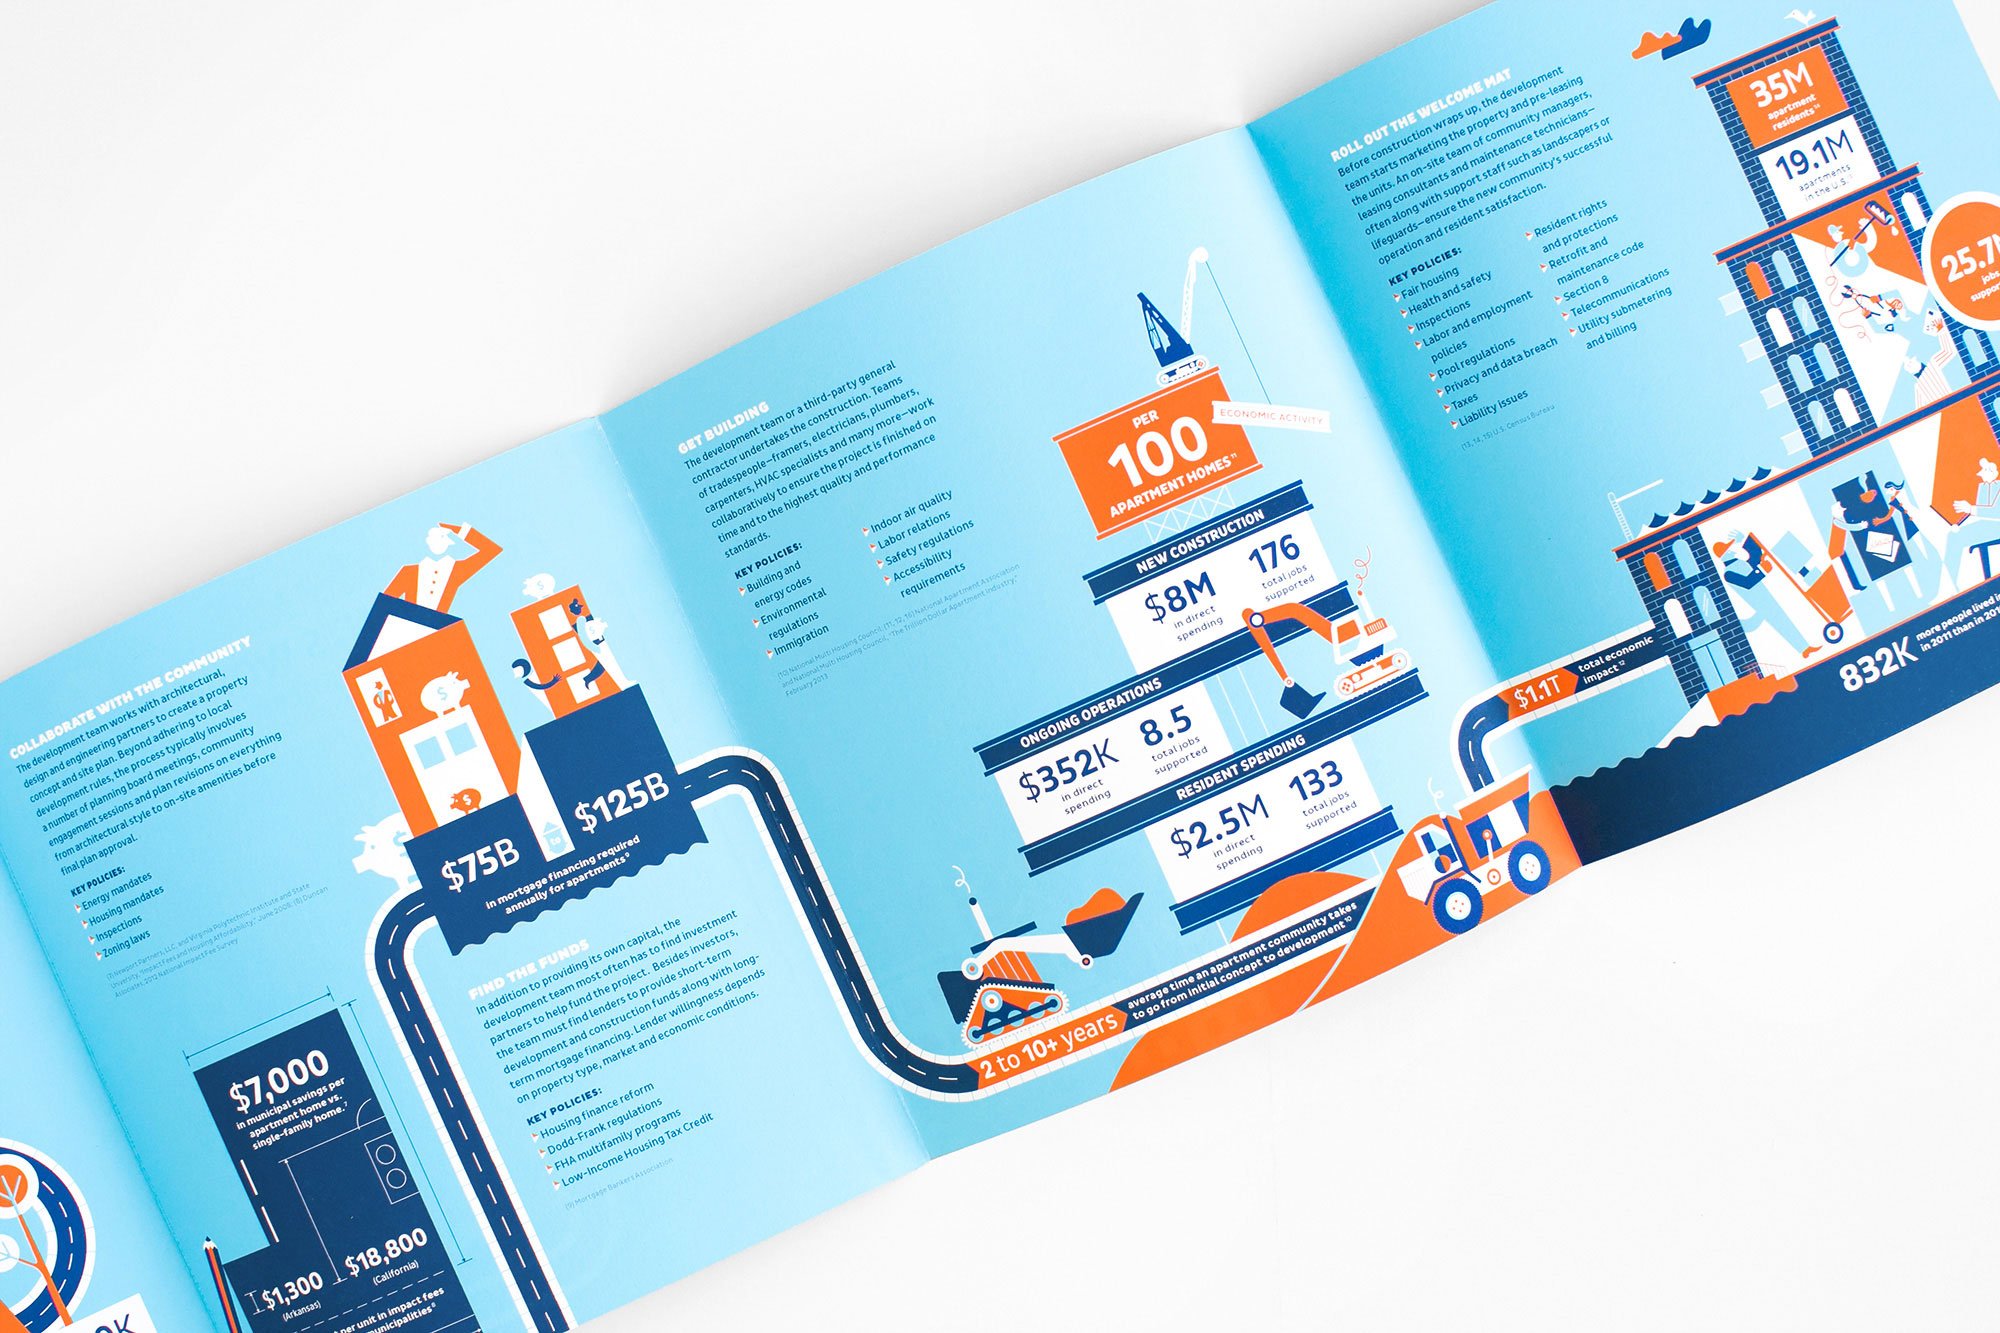 COLLABORATE WITH THE COMMUNITY
The development team works with architectural,
design and engineering partners to create a property
concept and site plan. Beyond adhering to local
development rules, the process typically involves
a number of planning board meetings, community
engagement sessions and plan revisions on everything
from architectural style to on-site amenities before
final plan approval.
KEY POLICIES:
Energy mandates
Housing mandates
Inspections
Zoning laws
(7) Newport Partners, LLC, and Virginia Polytechnic Institute and State
University, "Impact Fees and Housing Affordability," June 2008; (8) Duncan
Associates, 2012 National Impact Fee Survey
$7,000
in municipal savings per
apartment home vs.
single-family home.⁷
$1,300
(Arkansas)
$18,800
(California)
per unit in impact fees
municipalities⁸
$75B
to
$125B
in mortgage financing required
annually for apartments⁹
FIND THE FUNDS
In addition to providing its own capital, the
development team most often has to find investment
partners to help fund the project. Besides investors,
the team must find lenders to provide short-term
development and construction funds along with long-
term mortgage financing. Lender willingness depends
on property type, market and economic conditions.
KEY POLICIES:
Housing finance reform
Dodd-Frank regulations
FHA multifamily programs
Low-Income Housing Tax Credit
(9) Mortgage Bankers Association
GET BUILDING
The development team or a third-party general
contractor undertakes the construction. Teams
of tradespeople—framers, electricians, plumbers,
carpenters, HVAC specialists and many more—work
collaboratively to ensure the project is finished on
time and to the highest quality and performance
standards.
KEY POLICIES:
Building and
energy codes
Environmental
regulations
Immigration
Indoor air quality
Labor relations
Safety regulations
Accessibility
requirements
(10) National Multi Housing Council; (11, 12, 16) National Apartment Association
and National Multi Housing Council, "The Trillion Dollar Apartment Industry,"
February 2013
PER
100
APARTMENT HOMES¹¹
ECONOMIC ACTIVITY
NEW CONSTRUCTION
$8M
in direct
spending
176
total jobs
supported
ONGOING OPERATIONS
$352K
in direct
spending
8.5
total jobs
supported
RESIDENT SPENDING
$2.5M
in direct
spending
133
total jobs
supported
2 to 10+ years
average time an apartment community takes
to go from initial concept to development¹⁰
$1.1T
total economic
impact¹²
ROLL OUT THE WELCOME MAT
Before construction wraps up, the development
team starts marketing the property and pre-leasing
the units. An on-site team of community managers,
leasing consultants and maintenance technicians—
often along with support staff such as landscapers or
lifeguards—ensure the new community's successful
operation and resident satisfaction.
KEY POLICIES:
Fair housing
Health and safety
Inspections
Labor and employment
policies
Pool regulations
Privacy and data breach
Taxes
Liability issues
Resident rights
and protections
Retrofit and
maintenance code
Section 8
Telecommunications
Utility submetering
and billing
(13, 14, 15) U.S. Census Bureau
35M
apartment
residents
19.1M
apartments
in the U.S.
25.7
jobs
832K
more people lived
in 2011 than in